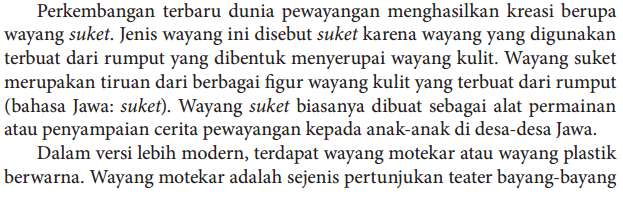 Perkembangan terbaru dunia pewayangan menghasilkan kreasi berupa
wayang suket. Jenis wayang ini disebut suket karena wayang yang digunakan
terbuat dari rumput yang dibentuk menyerupai wayang kulit. Wayang suket
merupakan tiruan dari berbagai figur wayang kulit yang terbuat dari rumput
(bahasa Jawa: suket). Wayang suket biasanya dibuat sebagai alat permainan
atau penyampaian cerita pewayangan kepada anak-anak di desa-desa Jawa.
Dalam versi lebih modern, terdapat wayang motekar atau wayang plastik
berwarna. Wayang motekar adalah sejenis pertunjukan teater bayang-bayang